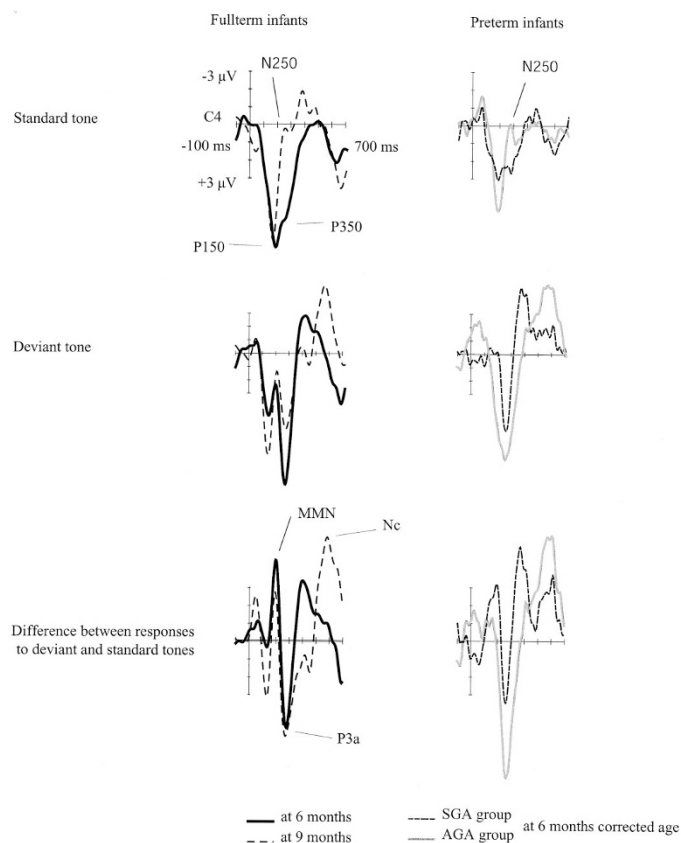 Fullterm infants
Preterm infants
-3 µV
N250
N250
Standard tone
C4
-100 ms
700 ms
+3 µV
P350
P150
Deviant tone
MMN
Nc
Difference between responses
to deviant and standard tones
P3a
at 6 months
at 9 months
SGA group
AGA group
at 6 months corrected age